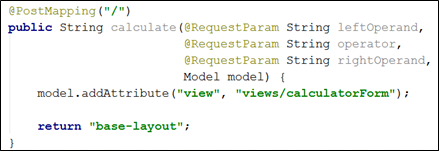 @PostMapping("/")
public String calculate(@RequestParam String leftOperand,
@RequestParam String operator,
@RequestParam String rightOperand,
Model model) {
model.addAttribute("view", "views/calculatorForm");
return "base-layout";
}